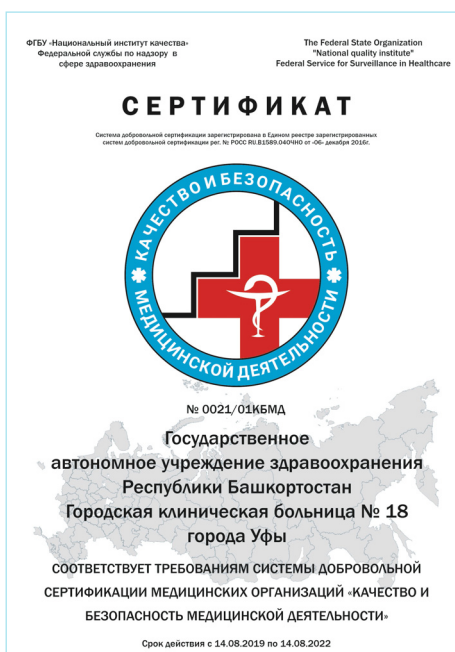 ФГБУ «Национальный институт качества»
Федеральной службы по надзору в
сфере здравоохранения
The Federal State Organization
"National quality institute"
Federal Service for Surveillance in Healthcare
СЕРТИФИКАТ
Система добровольной сертификации зарегистрирована в Едином реестре зарегистрированных
систем добровольной сертификации рег. № РОСС RU.В1589.04ОЧНО от «06» декабря 2016г.
КАЧЕСТВО И БЕЗОПАСНОСТЬ
МЕДИЦИНСКОЙ ДЕЯТЕЛЬНОСТИ
№ 0021/01КБМД
Государственное
автономное учреждение здравоохранения
Республики Башкортостан
Городская клиническая больница № 18
города Уфы
СООТВЕТСТВУЕТ ТРЕБОВАНИЯМ СИСТЕМЫ ДОБРОВОЛЬНОЙ
СЕРТИФИКАЦИИ МЕДИЦИНСКИХ ОРГАНИЗАЦИЙ «КАЧЕСТВО И
БЕЗОПАСНОСТЬ МЕДИЦИНСКОЙ ДЕЯТЕЛЬНОСТИ»
Срок действия с 14.08.2019 по 14.08.2022